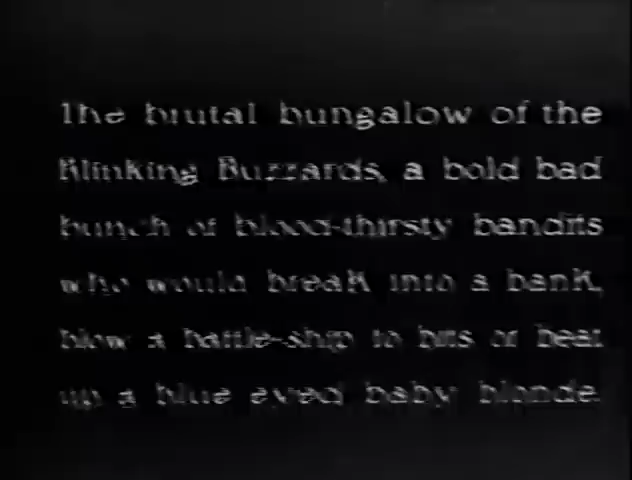 The brutal bungalow of the
Blinking Buzzards, a bold bad
bunch of blood-thirsty bandits
who would break into a bank,
blow a battle-ship to bits or beat
up a blue eyed baby blonde.